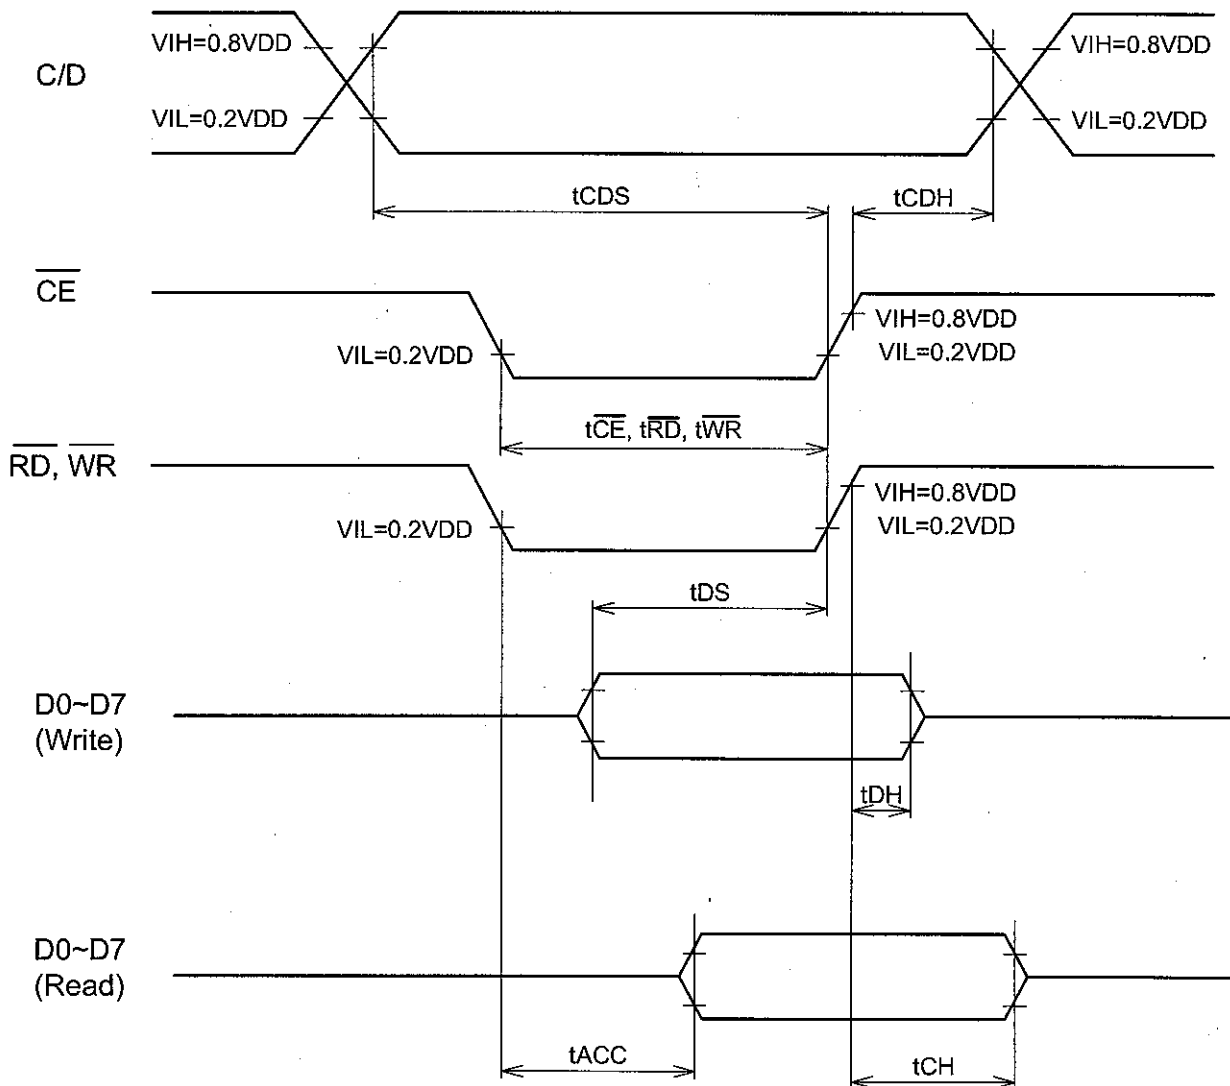 VIH=0.8VDD
VIH=0.8VDD
C/D
VIL=0.2VDD
VIL=0.2VDD
tCDS
tCDH
CE
VIH=0.8VDD
VIL=0.2VDD
VIL=0.2VDD
tCE, tRD, tWR
RD, WR
VIH=0.8VDD
VIL=0.2VDD
VIL=0.2VDD
tDS
D0~D7
(Write)
tDH
D0~D7
(Read)
tACC
tCH